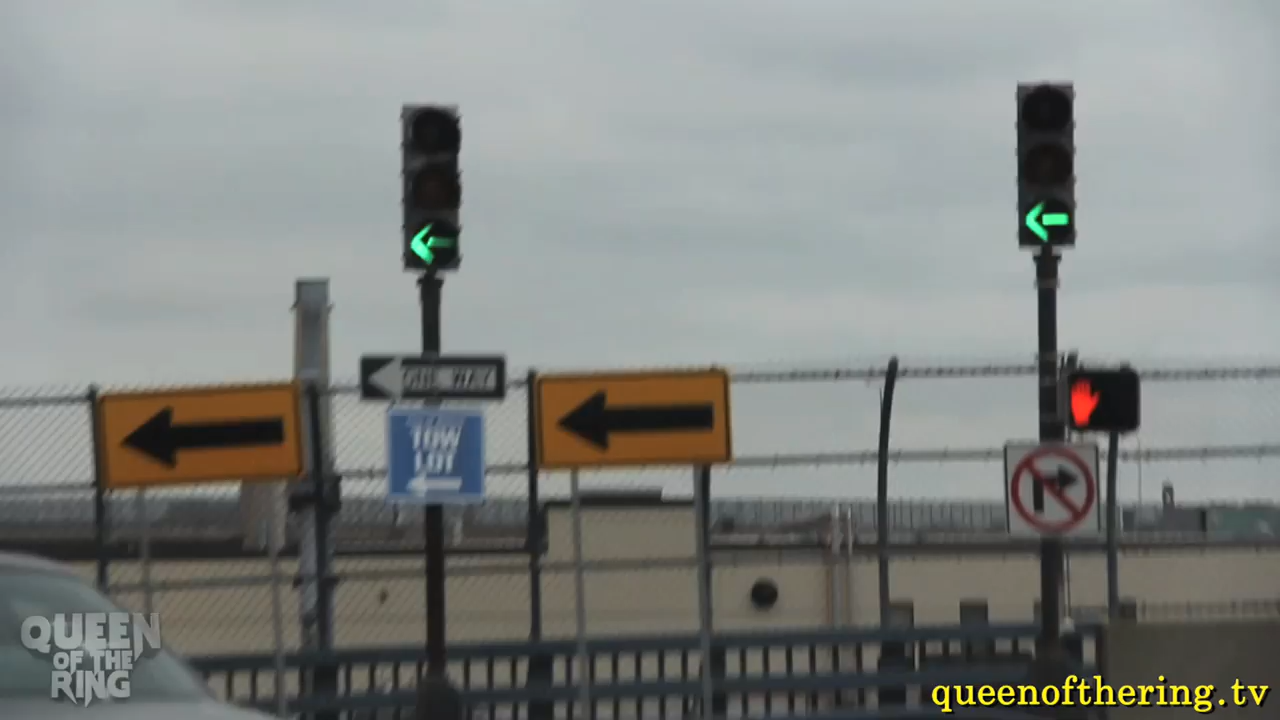 ONE WAY
TOW
LOT
QUEEN
OF THE
RING
queenofthering.tv